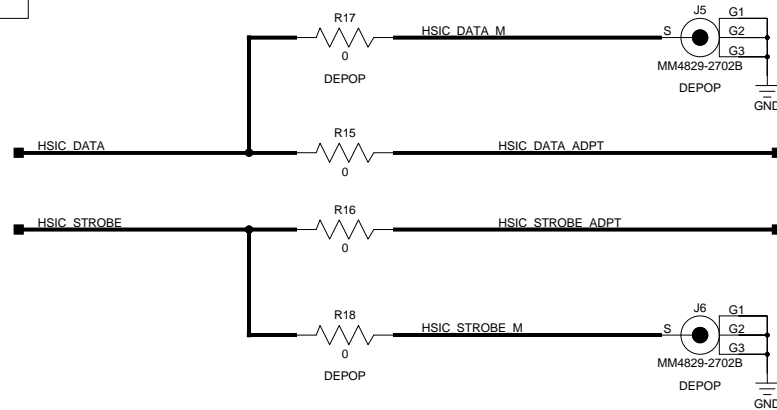 R17
HSIC_DATA_M
0
DEPOP
J5
S
G1
G2
G3
MM4829-2702B
DEPOP
GND
HSIC_DATA
R15
0
HSIC_DATA_ADPT
HSIC_STROBE
R16
0
HSIC_STROBE_ADPT
R18
HSIC_STROBE_M
0
DEPOP
J6
S
G1
G2
G3
MM4829-2702B
DEPOP
GND